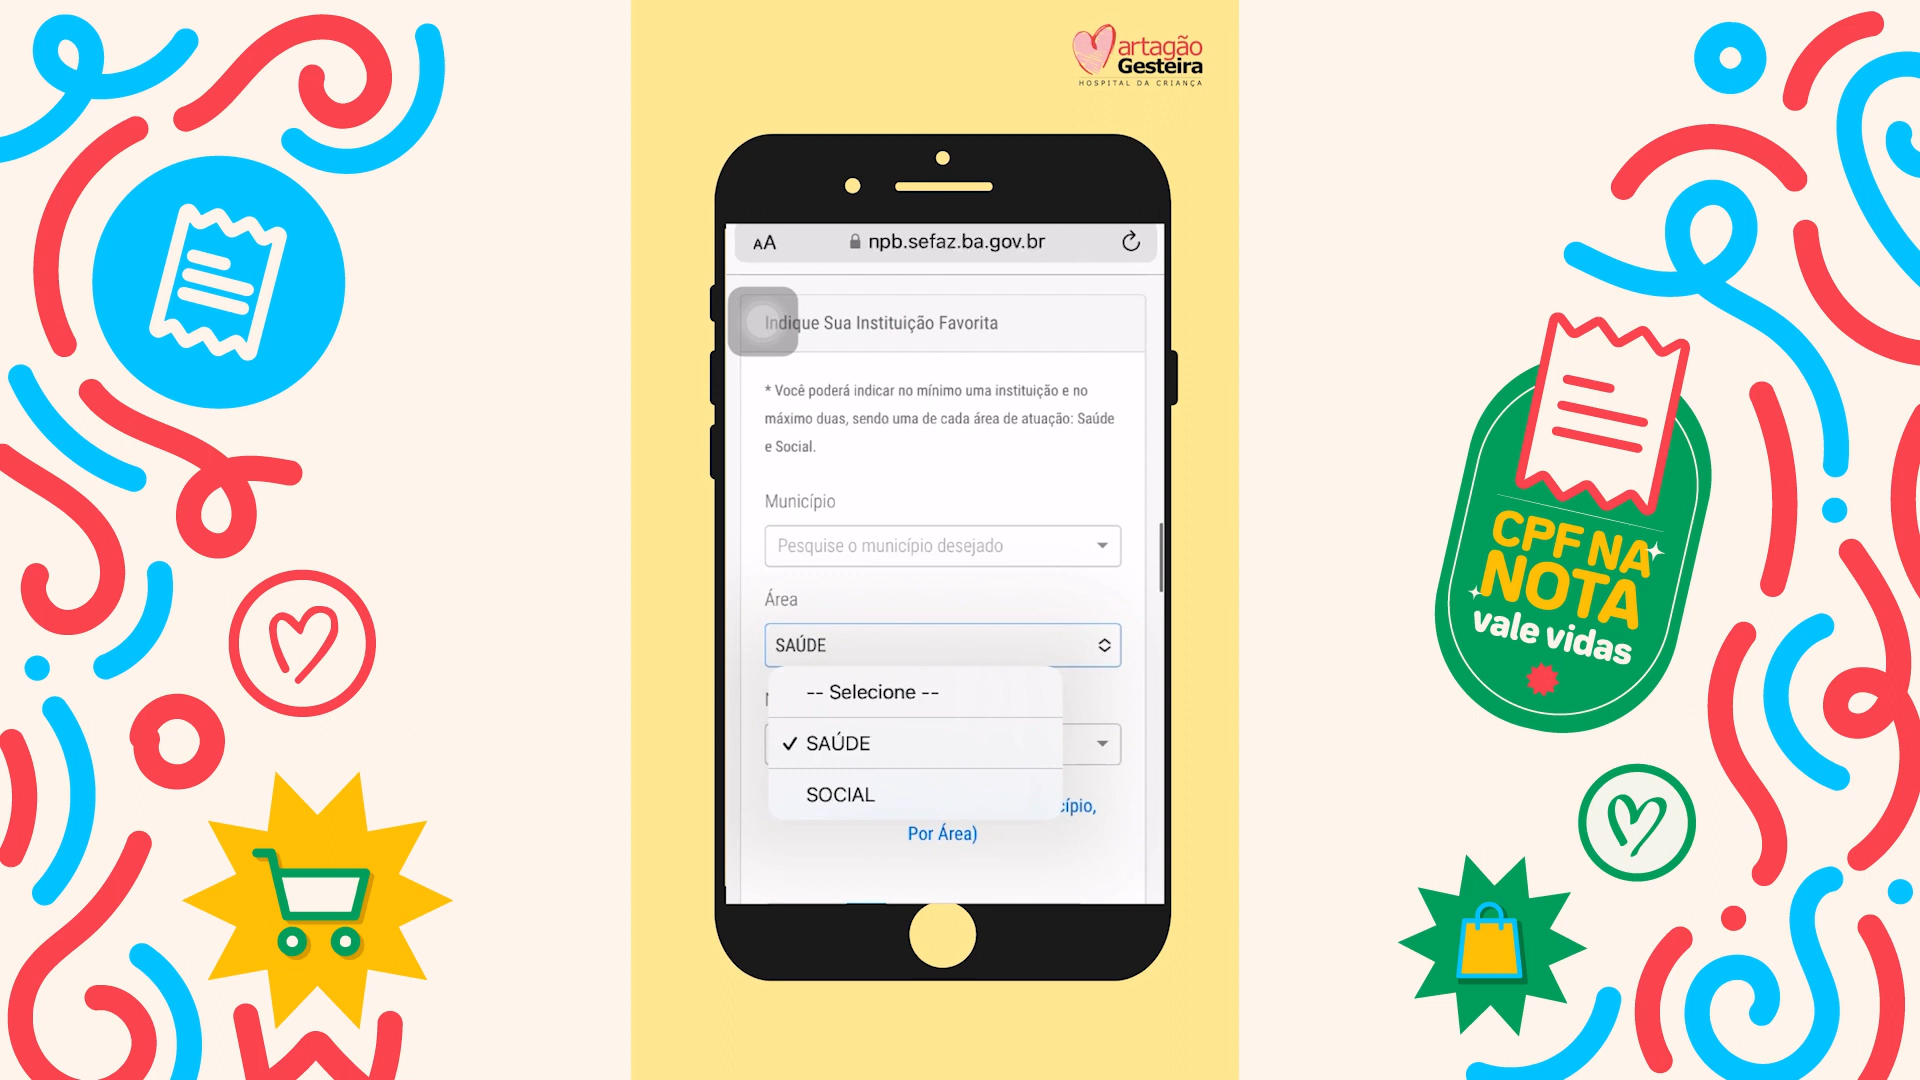 artagão
Gesteira
HOSPITAL DA CRIANÇA
AA
npb.sefaz.ba.gov.br
Indique Sua Instituição Favorita
* Você poderá indicar no mínimo uma instituição e no
máximo duas, sendo uma de cada área de atuação: Saúde
e Social.
Município
Pesquise o município desejado
Área
SAÚDE
-- Selecione --
SAÚDE
SOCIAL
cípio,
Por Área)
CPF NA
NOTA
vale vidas